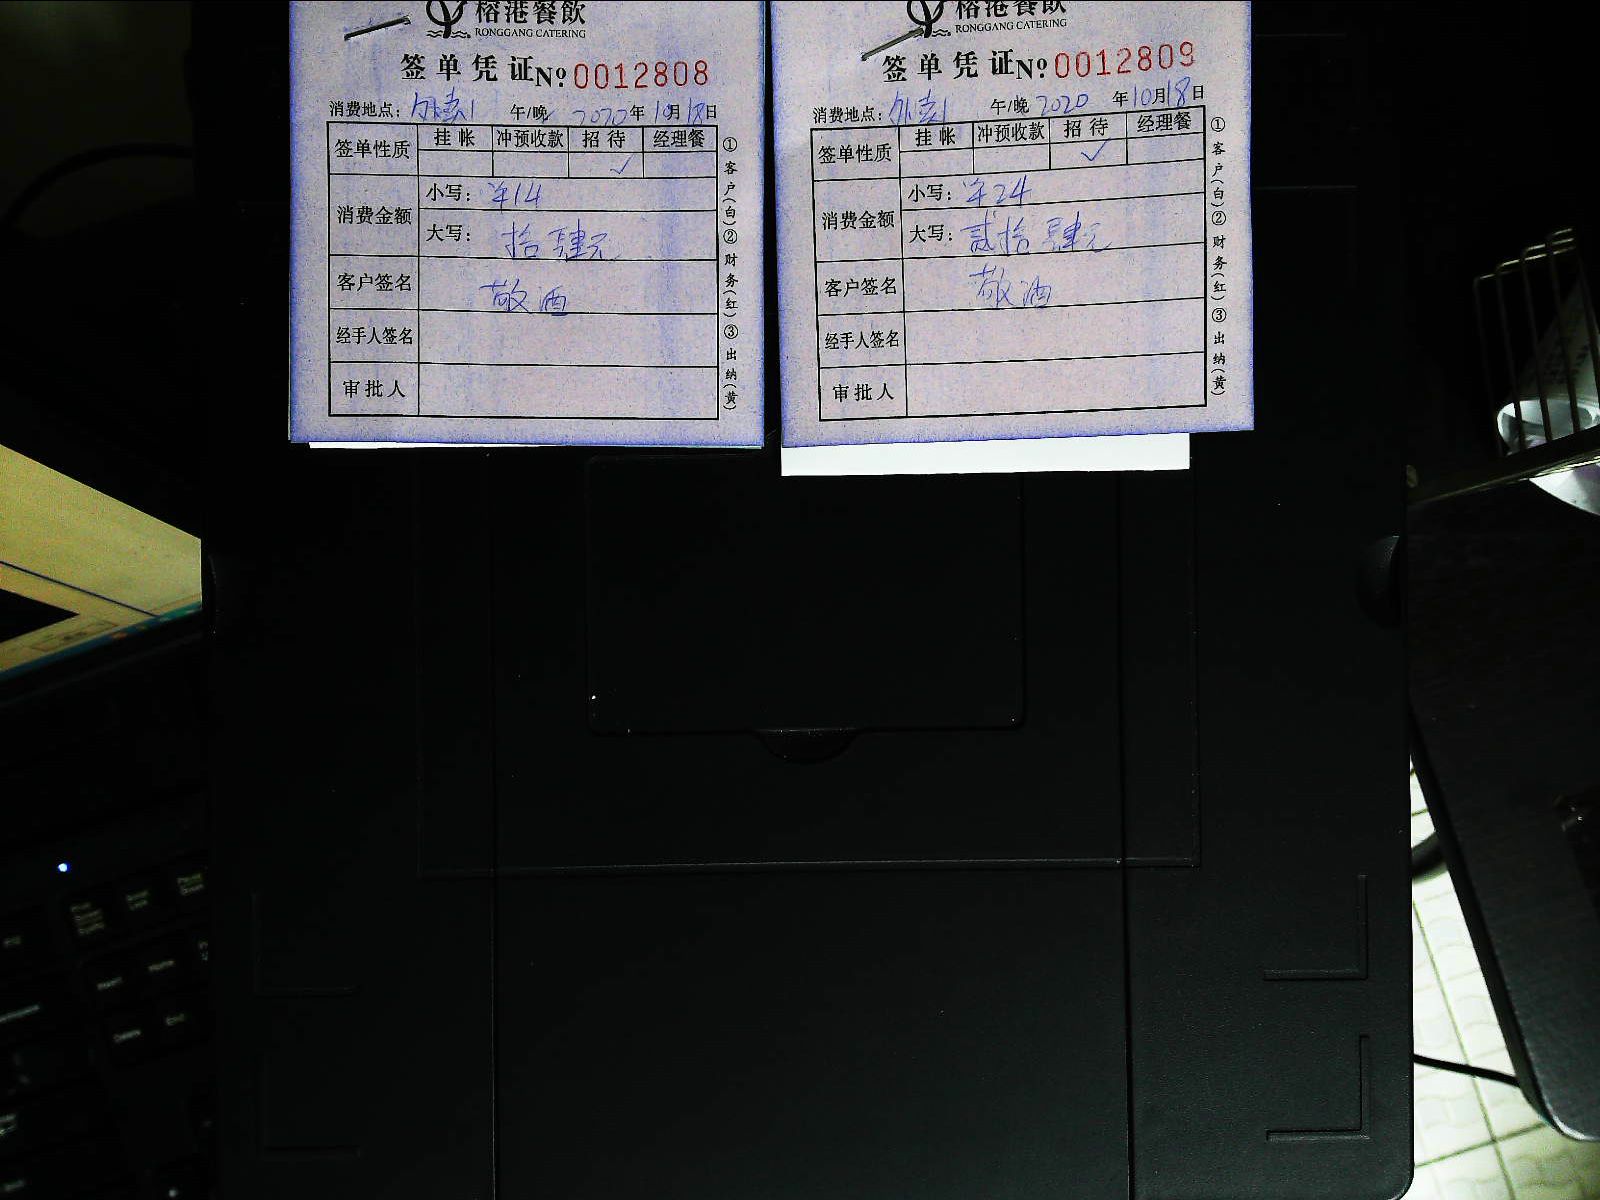 榕港餐飲
RONGGANG CATERING
签单凭证 Nº 0012808
消费地点：外卖1 午/晚 2020年10月18日
签单性质 挂帐 冲预收款 招待 经理餐
✓
消费金额 小写：¥14
大写：拾肆元
客户签名 敬酒
经手人签名
审批人
①客户(白)②财务(红)③出纳(黄)
榕港餐飲
RONGGANG CATERING
签单凭证 Nº 0012809
消费地点：外卖1 午/晚 2020年10月18日
签单性质 挂帐 冲预收款 招待 经理餐
✓
消费金额 小写：¥24
大写：贰拾肆元
客户签名 敬酒
经手人签名
审批人
①客户(白)②财务(红)③出纳(黄)